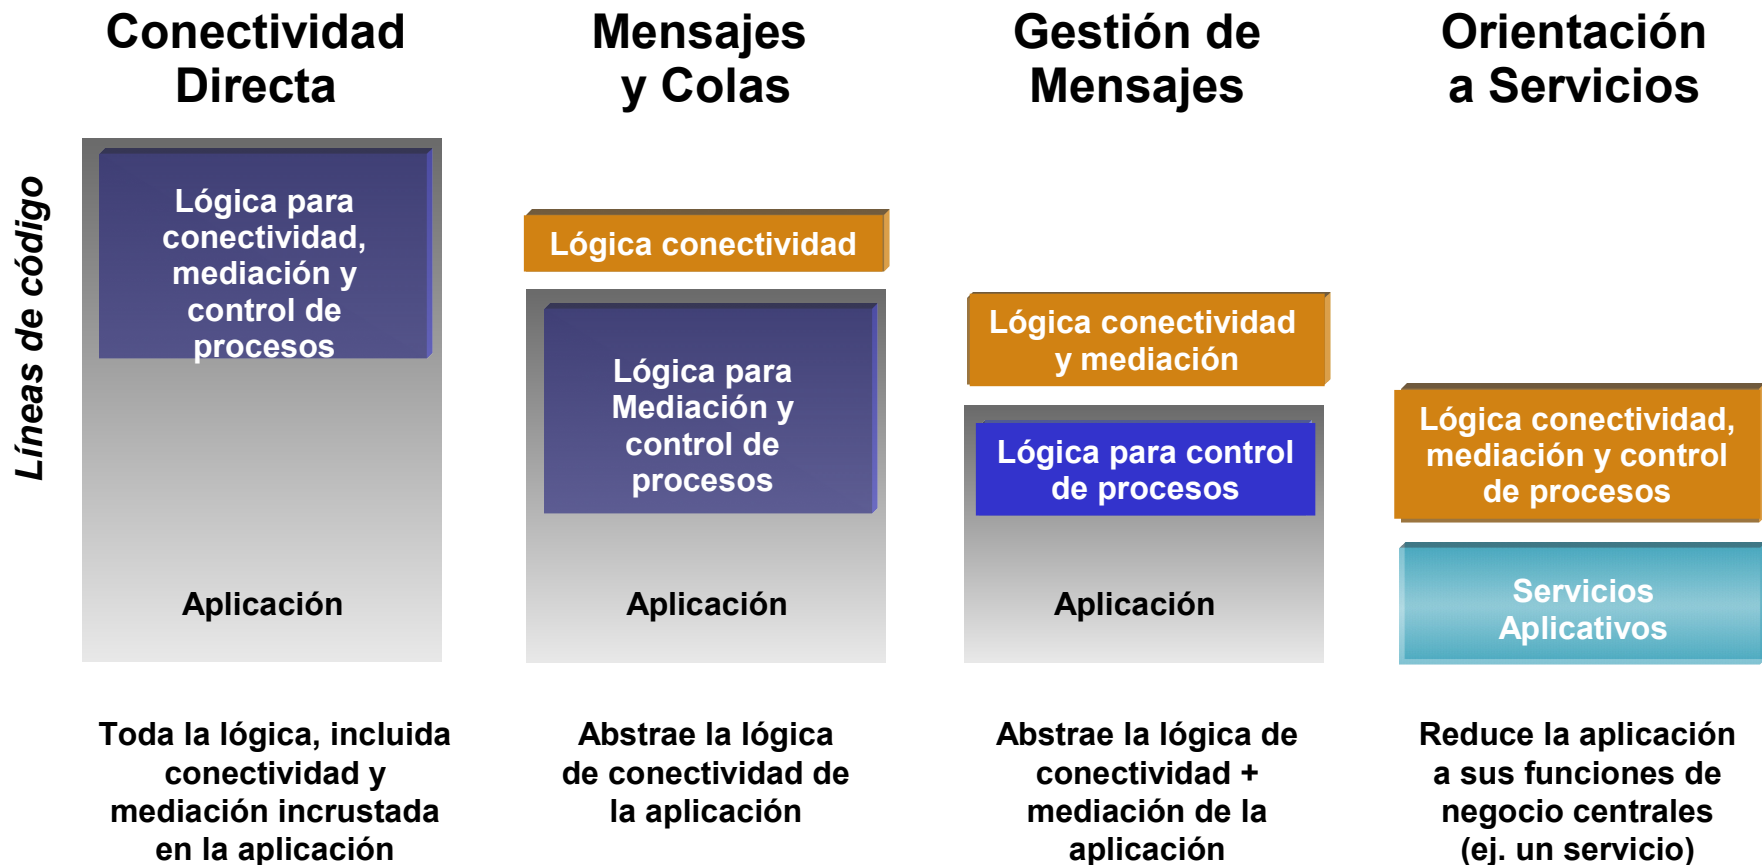 Conectividad
Directa
Mensajes
y Colas
Gestión de
Mensajes
Orientación
a Servicios
Líneas de código
Lógica para
conectividad,
mediación y
control de
procesos
Aplicación
Lógica conectividad
Lógica para
Mediación y
control de
procesos
Aplicación
Lógica conectividad
y mediación
Lógica para control
de procesos
Aplicación
Lógica conectividad,
mediación y control
de procesos
Servicios
Aplicativos
Toda la lógica, incluida
conectividad y
mediación incrustada
en la aplicación
Abstrae la lógica
de conectividad de
la aplicación
Abstrae la lógica de
conectividad +
mediación de la
aplicación
Reduce la aplicación
a sus funciones de
negocio centrales
(ej. un servicio)